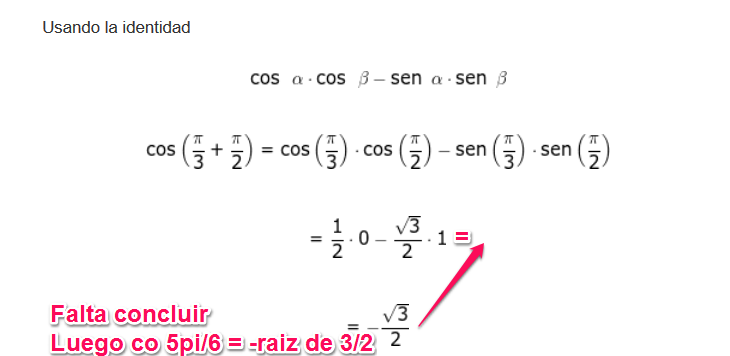 Usando la identidad
cos α · cos β – sen α · sen β
cos (π/3 + π/2) = cos (π/3) · cos (π/2) – sen (π/3) · sen (π/2)
= 1/2 · 0 – √3/2 · 1 =
= – √3/2
Falta concluir
Luego co 5pi/6 = -raiz de 3/2